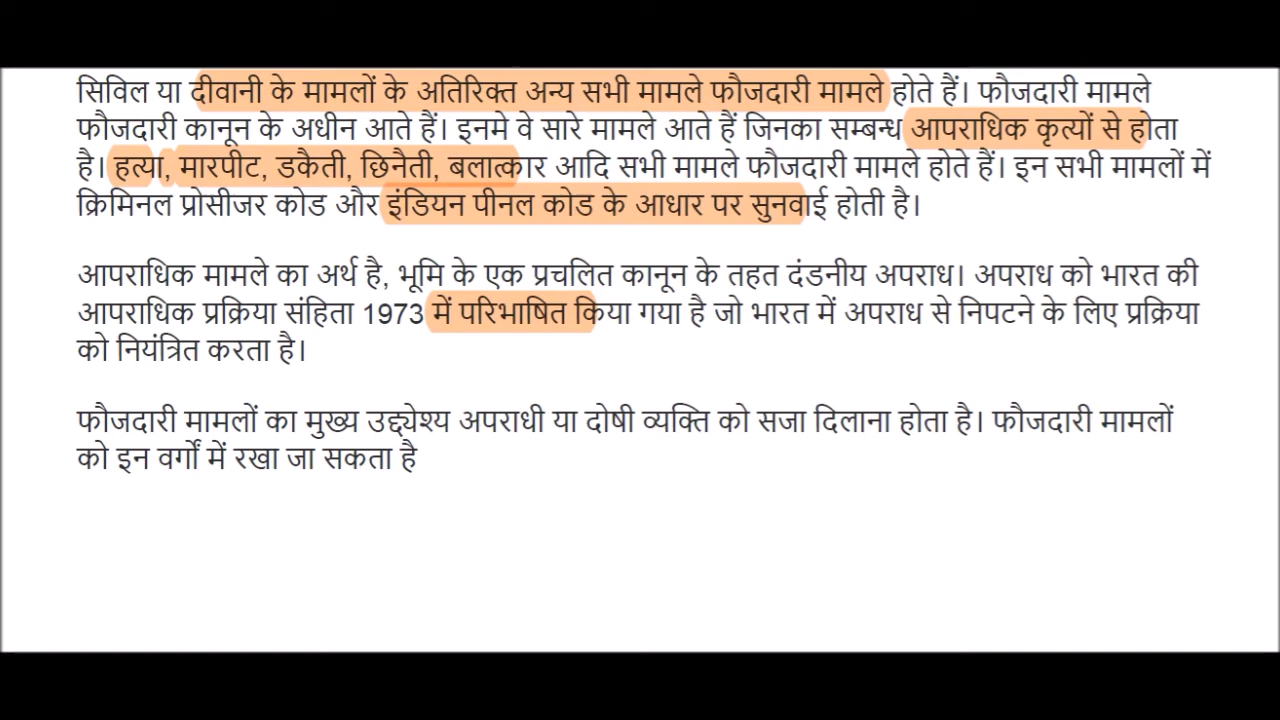 सिविल या दीवानी के मामलों के अतिरिक्त अन्य सभी मामले फौजदारी मामले होते हैं। फौजदारी मामले
फौजदारी कानून के अधीन आते हैं। इनमे वे सारे मामले आते हैं जिनका सम्बन्ध आपराधिक कृत्यों से होता
है। हत्या, मारपीट, डकैती, छिनैती, बलात्कार आदि सभी मामले फौजदारी मामले होते हैं। इन सभी मामलों में
क्रिमिनल प्रोसीजर कोड और इंडियन पीनल कोड के आधार पर सुनवाई होती है।
आपराधिक मामले का अर्थ है, भूमि के एक प्रचलित कानून के तहत दंडनीय अपराध। अपराध को भारत की
आपराधिक प्रक्रिया संहिता 1973 में परिभाषित किया गया है जो भारत में अपराध से निपटने के लिए प्रक्रिया
को नियंत्रित करता है।
फौजदारी मामलों का मुख्य उद्द्येश्य अपराधी या दोषी व्यक्ति को सजा दिलाना होता है। फौजदारी मामलों
को इन वर्गों में रखा जा सकता है